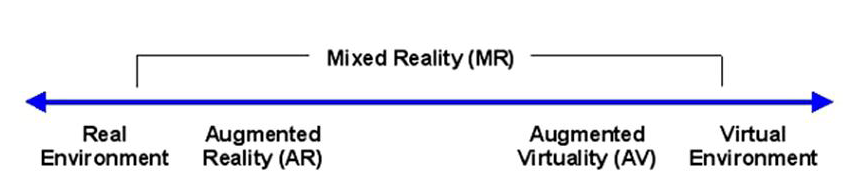 Mixed Reality (MR)
Real
Environment
Augmented
Reality (AR)
Augmented
Virtuality (AV)
Virtual
Environment